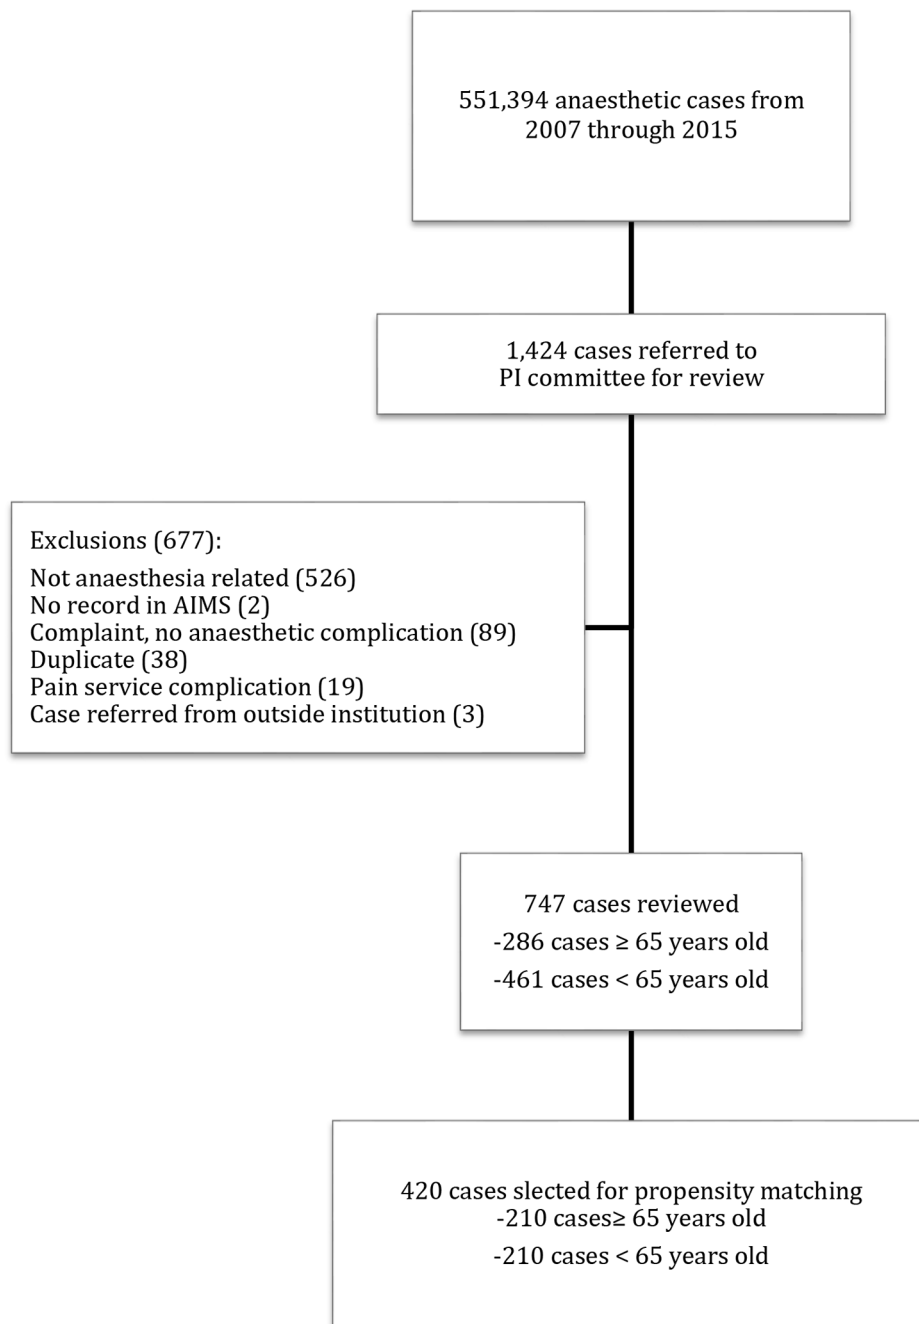 551,394 anaesthetic cases from
2007 through 2015
1,424 cases referred to
PI committee for review
Exclusions (677):
Not anaesthesia related (526)
No record in AIMS (2)
Complaint, no anaesthetic complication (89)
Duplicate (38)
Pain service complication (19)
Case referred from outside institution (3)
747 cases reviewed
-286 cases ≥ 65 years old
-461 cases < 65 years old
420 cases slected for propensity matching
-210 cases≥ 65 years old
-210 cases < 65 years old